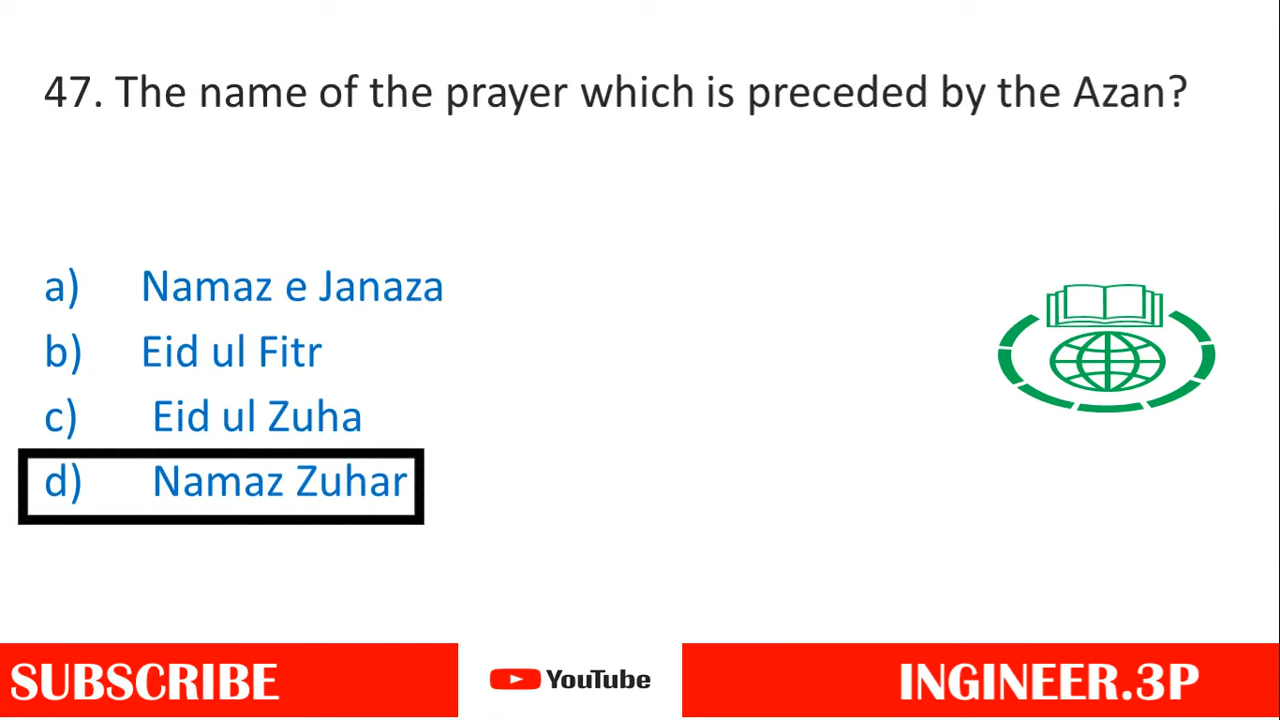 47. The name of the prayer which is preceded by the Azan?
a) Namaz e Janaza
b) Eid ul Fitr
c) Eid ul Zuha
d) Namaz Zuhar
SUBSCRIBE YouTube INGINEER.3P